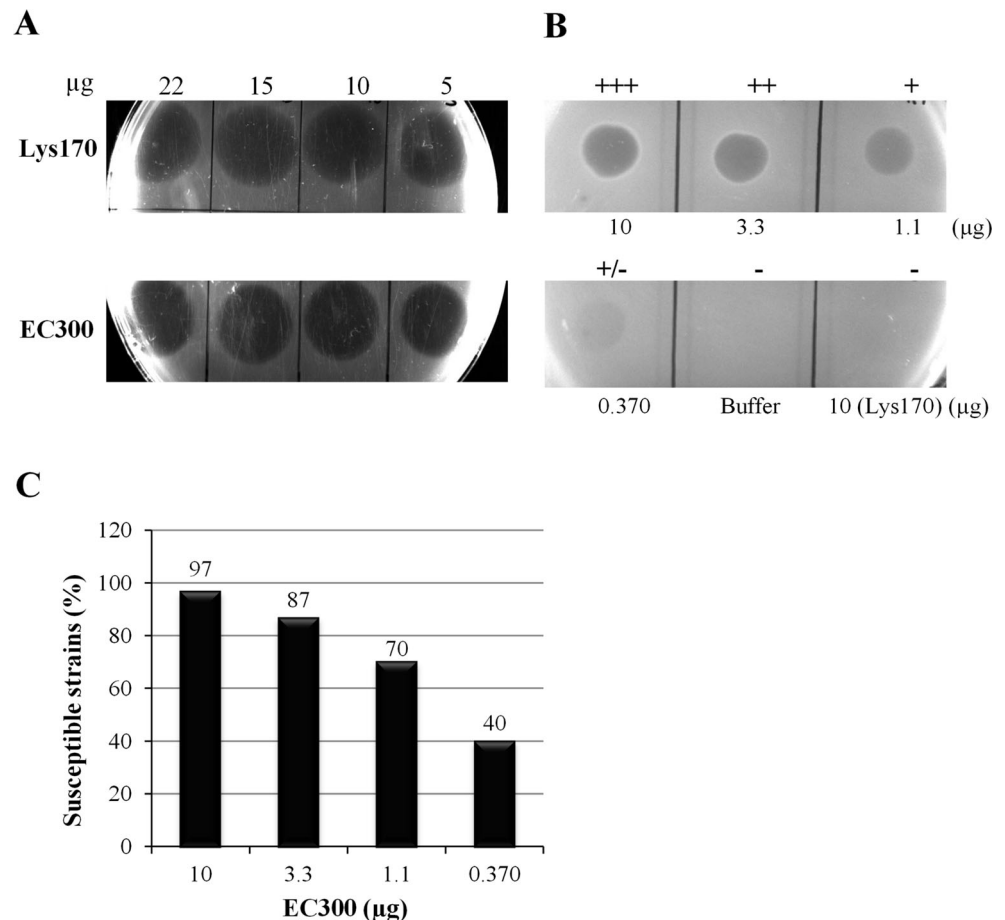 A
µg 22 15 10 5
Lys170
EC300
B
+++ ++ +
10 3.3 1.1 (µg)
+/- - -
0.370 Buffer 10 (Lys170) (µg)
C
Susceptible strains (%)
120
100
80
60
40
20
0
97
87
70
40
10 3.3 1.1 0.370
EC300 (µg)